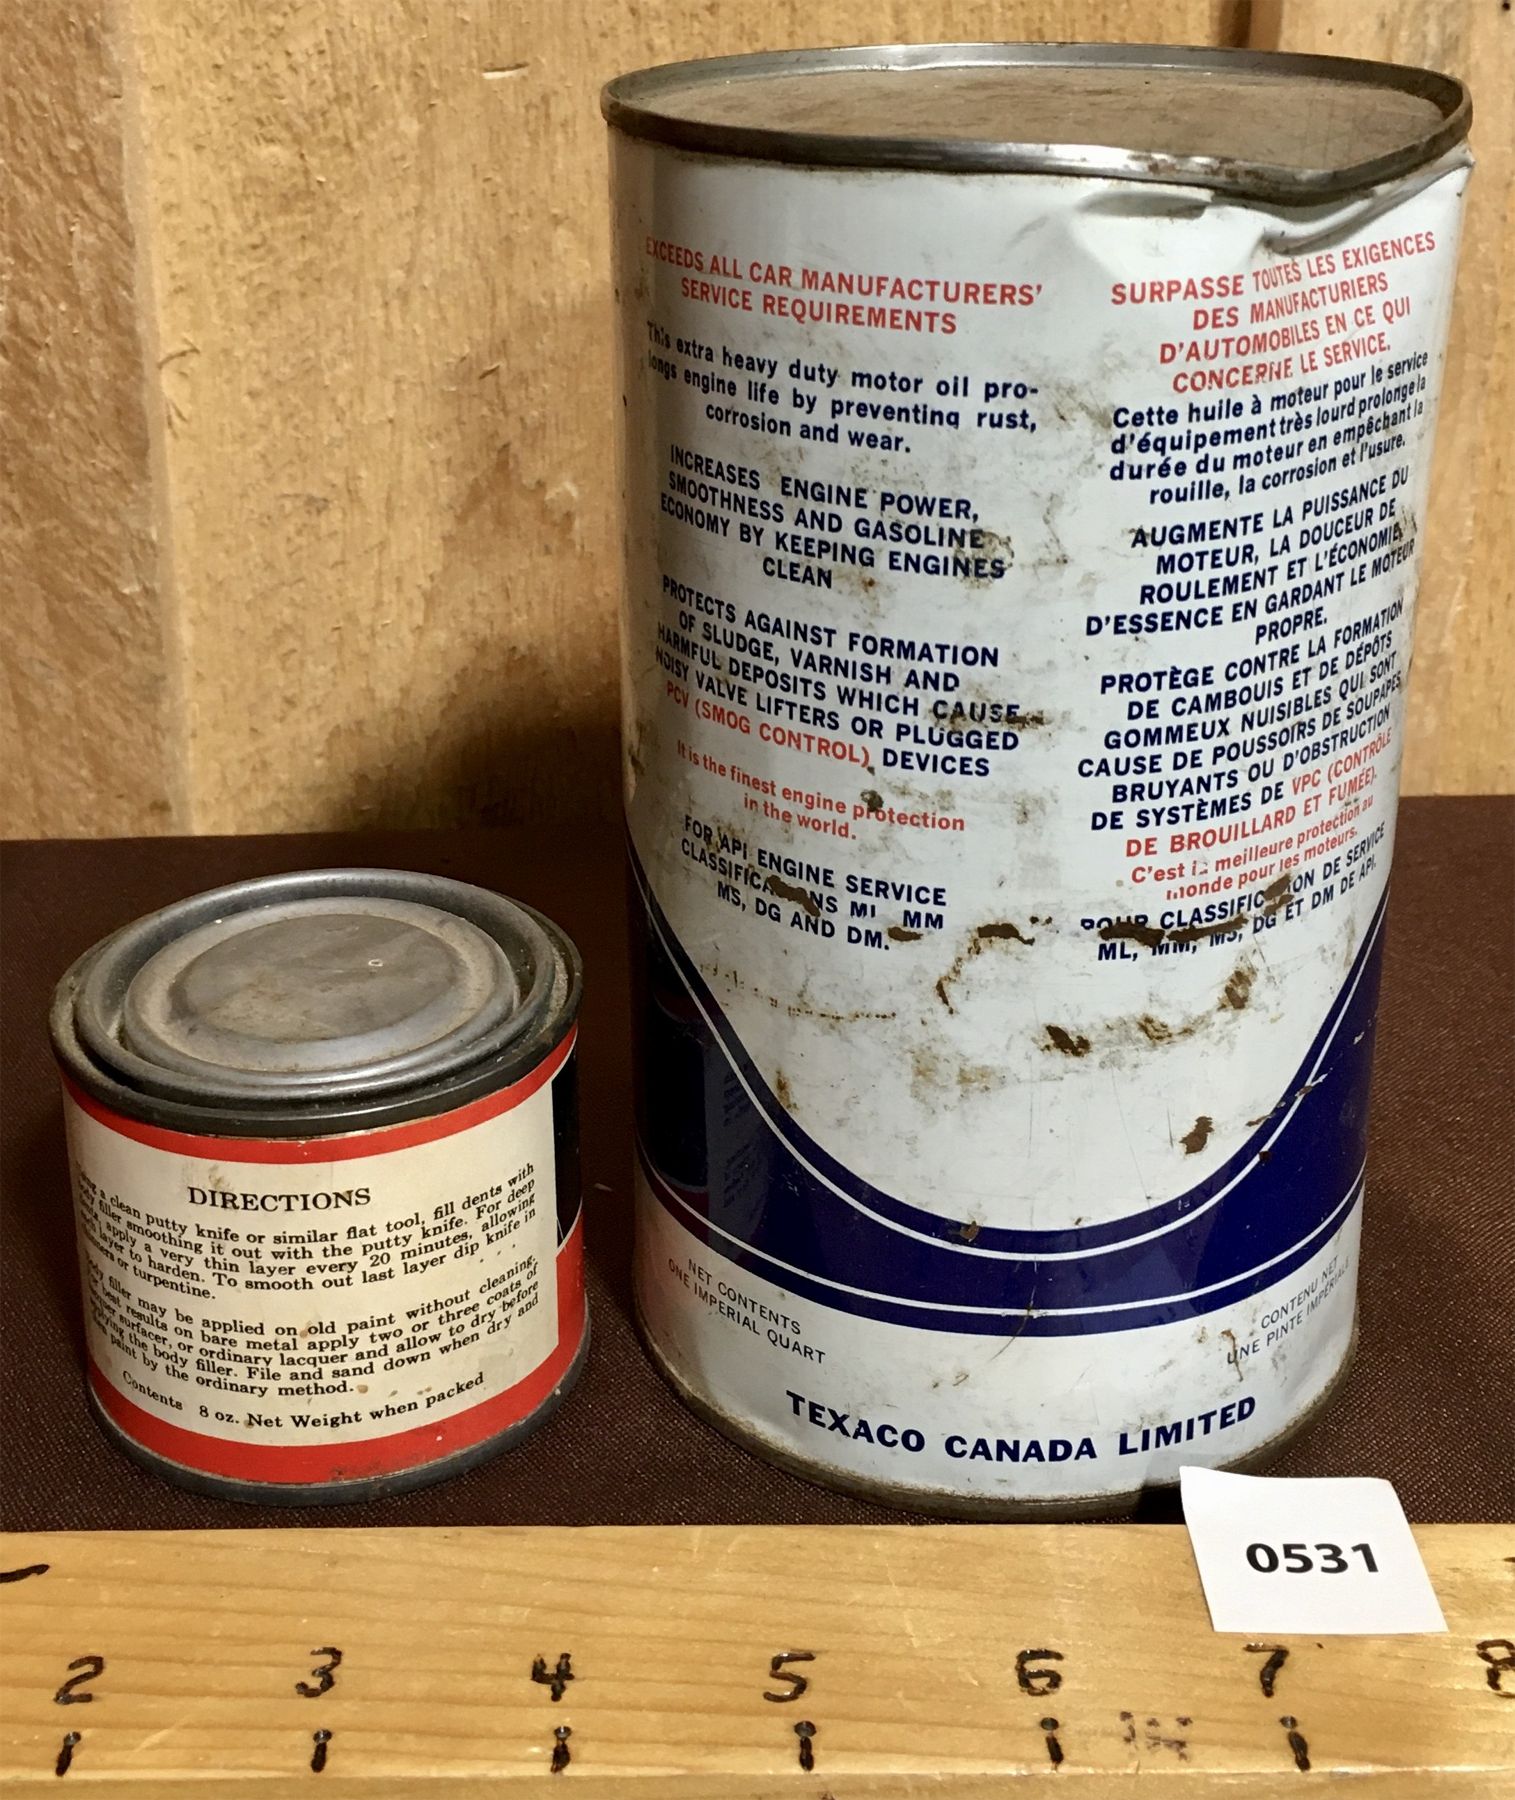 EXCEEDS ALL CAR MANUFACTURERS'
SERVICE REQUIREMENTS
This extra heavy duty motor oil pro-
longs engine life by preventing rust,
corrosion and wear.
INCREASES ENGINE POWER,
SMOOTHNESS AND GASOLINE
ECONOMY BY KEEPING ENGINES
CLEAN
PROTECTS AGAINST FORMATION
OF SLUDGE, VARNISH AND
HARMFUL DEPOSITS WHICH CAUSE
NOISY VALVE LIFTERS OR PLUGGED
PCV (SMOG CONTROL) DEVICES
It is the finest engine protection
in the world.
FOR API ENGINE SERVICE
MM
MS, DG AND DM.
SURPASSE TOUTES LES EXIGENCES
DES MANUFACTURIERS
D'AUTOMOBILES EN CE QUI
CONCERNE LE SERVICE.
Cette huile à moteur pour le service
d'équipement très lourd prolonge la
durée du moteur en empêchant la
rouille, la corrosion et l'usure.
AUGMENTE LA PUISSANCE DU
MOTEUR, LA DOUCEUR DE
ROULEMENT ET L'ÉCONOMIE
D'ESSENCE EN GARDANT LE MOTEUR
PROPRE.
PROTÈGE CONTRE LA FORMATION
DE CAMBOUIS ET DE DÉPÔTS
GOMMEUX NUISIBLES QUI SONT
CAUSE DE POUSSOIRS DE SOUPAPES
BRUYANTS OU D'OBSTRUCTION
DE SYSTÈMES DE VPC (CONTRÔLE
DE BROUILLARD ET FUMÉE).
C'est la meilleure protection au
monde pour les moteurs.
POUR DE SERVICE
ML, MM, MS, DG ET DM DE API.
NET CONTENTS
ONE IMPERIAL QUART
CONTENU NET
UNE PINTE IMPÉRIALE
TEXACO CANADA LIMITED
DIRECTIONS
a clean putty knife or similar flat tool, fill dents with
filler smoothing it out with the putty knife. For deep
apply a very thin layer every 20 minutes, allowing
layer to harden. To smooth out last layer dip knife in
or turpentine.
filler may be applied on old paint without cleaning.
best results on bare metal apply two or three coats of
surfacer, or ordinary lacquer and allow to dry before
the body filler. File and sand down when dry and
paint by the ordinary method.
Contents 8 oz. Net Weight when packed
0531
2 3 4 5 6 7 8